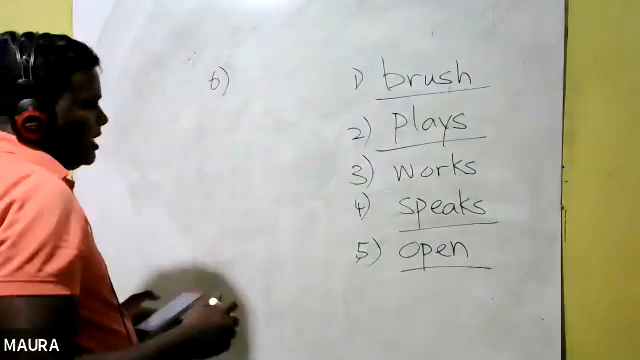 6)
1) brush
2) plays
3) works
4) speaks
5) open
MAURA